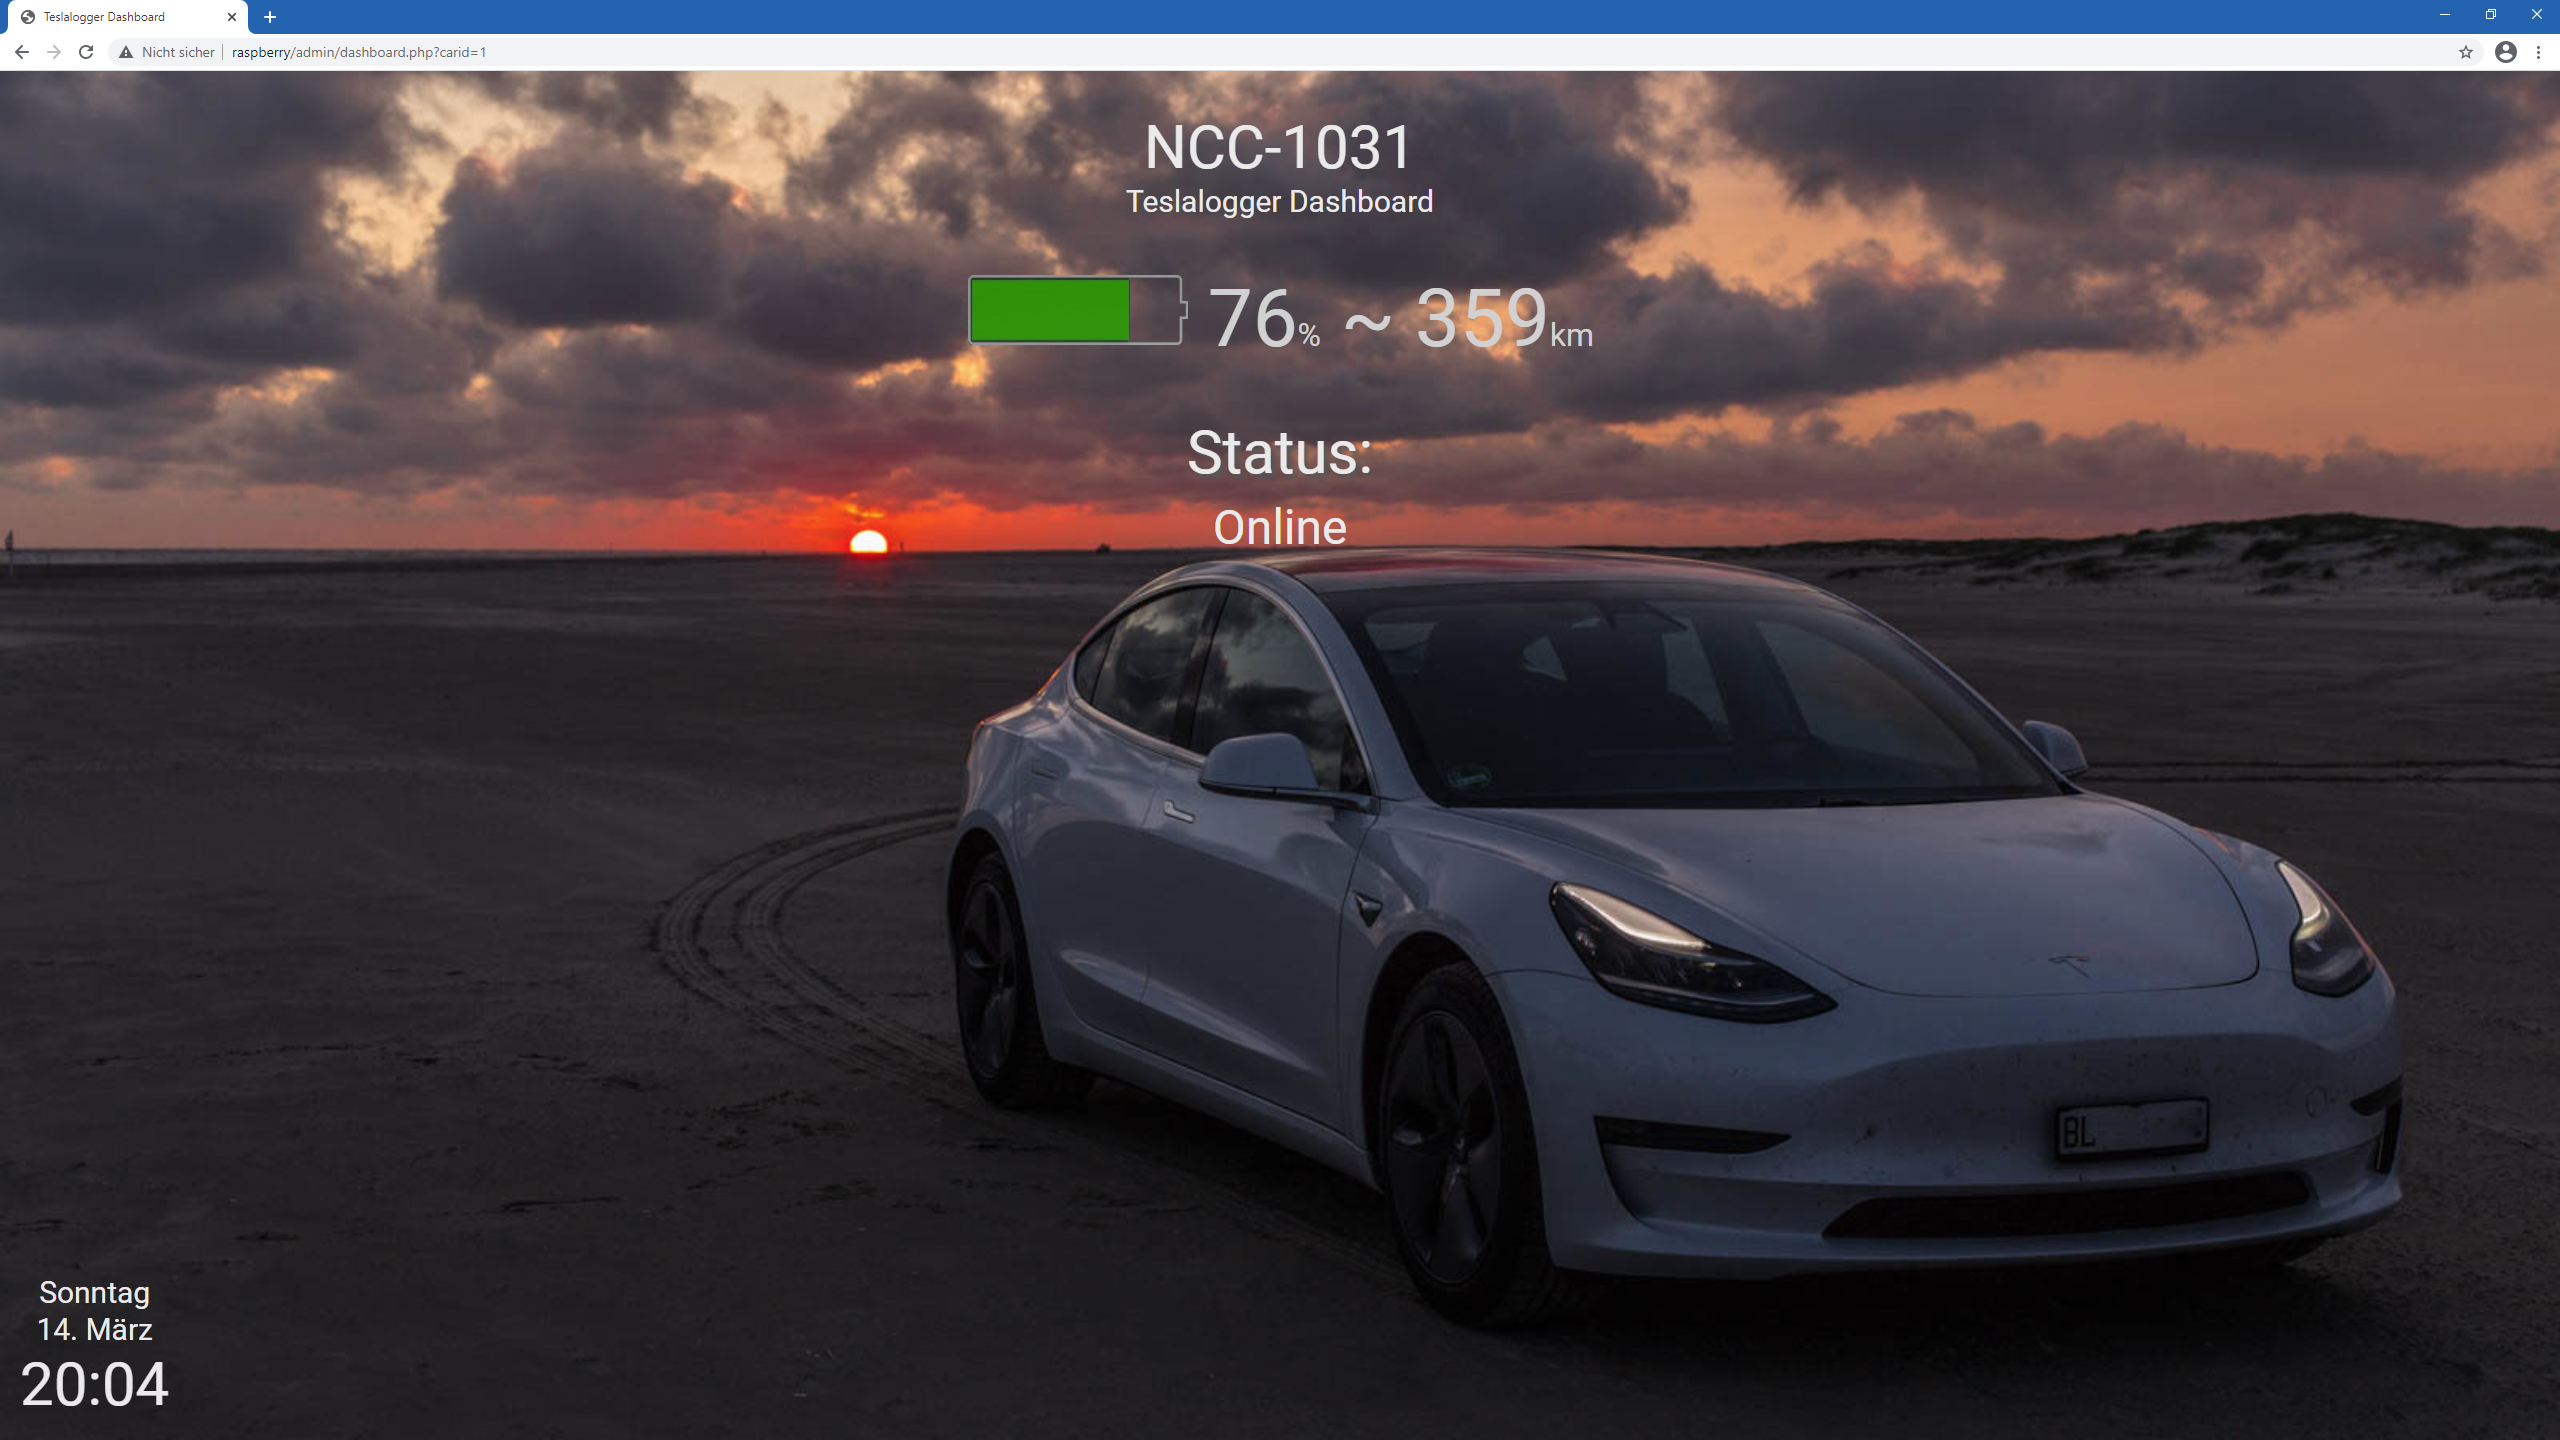 Teslalogger Dashboard
Nicht sicher | raspberry/admin/dashboard.php?carid=1
NCC-1031
Teslalogger Dashboard
76% ~ 359km
Status:
Online
BL
Sonntag
14. März
20:04